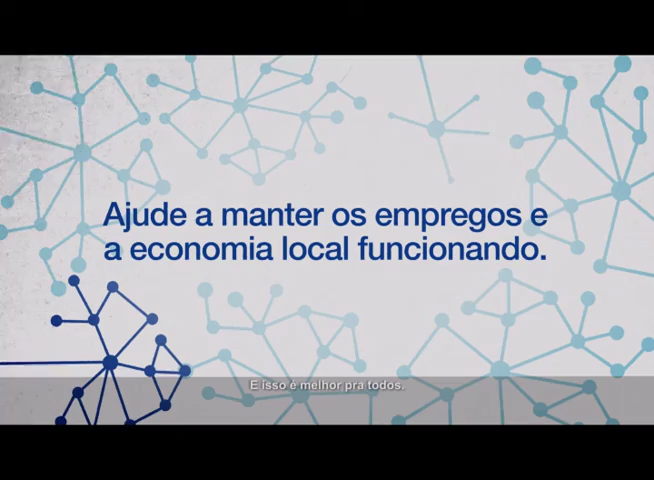 Ajude a manter os empregos e
a economia local funcionando.
E isso é melhor pra todos.